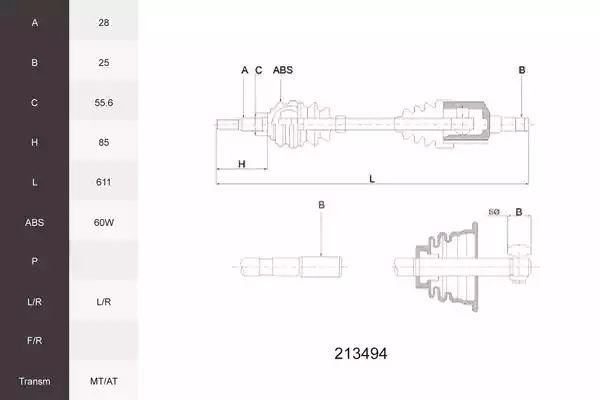 A 28
B 25
C 55.6
H 85
L 611
ABS 60W
P
L/R L/R
F/R
Transm MT/AT
A C ABS B
H
L
B
SØ B
213494